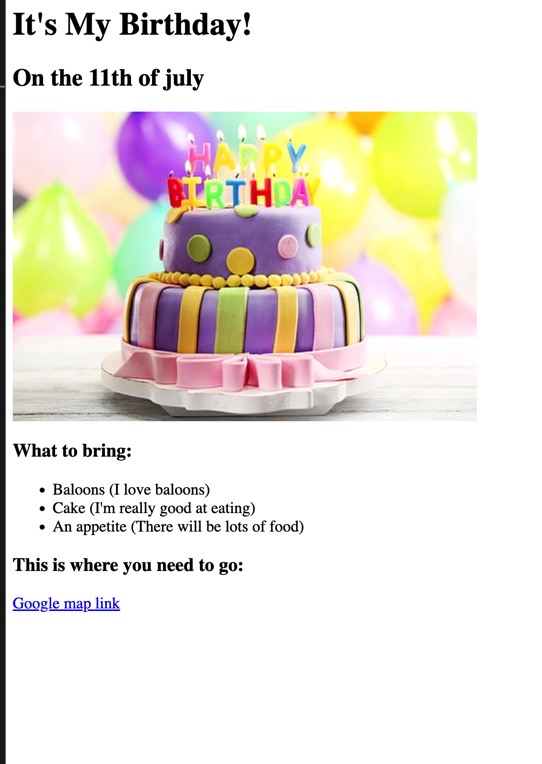 It's My Birthday!
On the 11th of july
HAPPY
BIRTHDAY
What to bring:
Baloons (I love baloons)
Cake (I'm really good at eating)
An appetite (There will be lots of food)
This is where you need to go:
Google map link